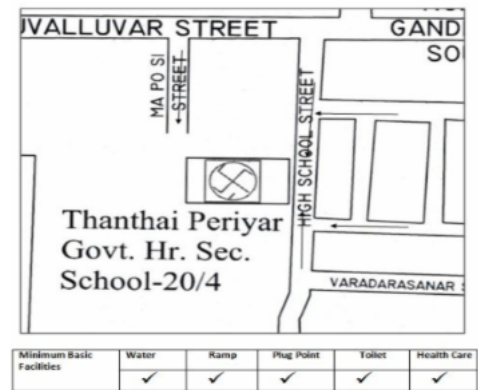 UVALLUVAR STREET
GAND
SO
MA PO SI
STREET
HIGH SCHOOL STREET
Thanthai Periyar
Govt. Hr. Sec.
School-20/4
VARADARASANAR
Minimum Basic Facilities Water Ramp Plug Point Toilet Health Care
✓ ✓ ✓ ✓ ✓